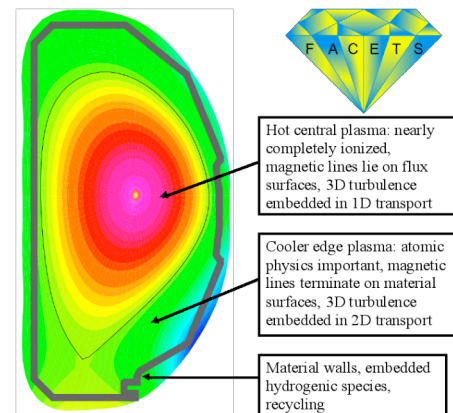 F A C E T S
Hot central plasma: nearly
completely ionized,
magnetic lines lie on flux
surfaces, 3D turbulence
embedded in 1D transport
Cooler edge plasma: atomic
physics important, magnetic
lines terminate on material
surfaces, 3D turbulence
embedded in 2D transport
Material walls, embedded
hydrogenic species,
recycling